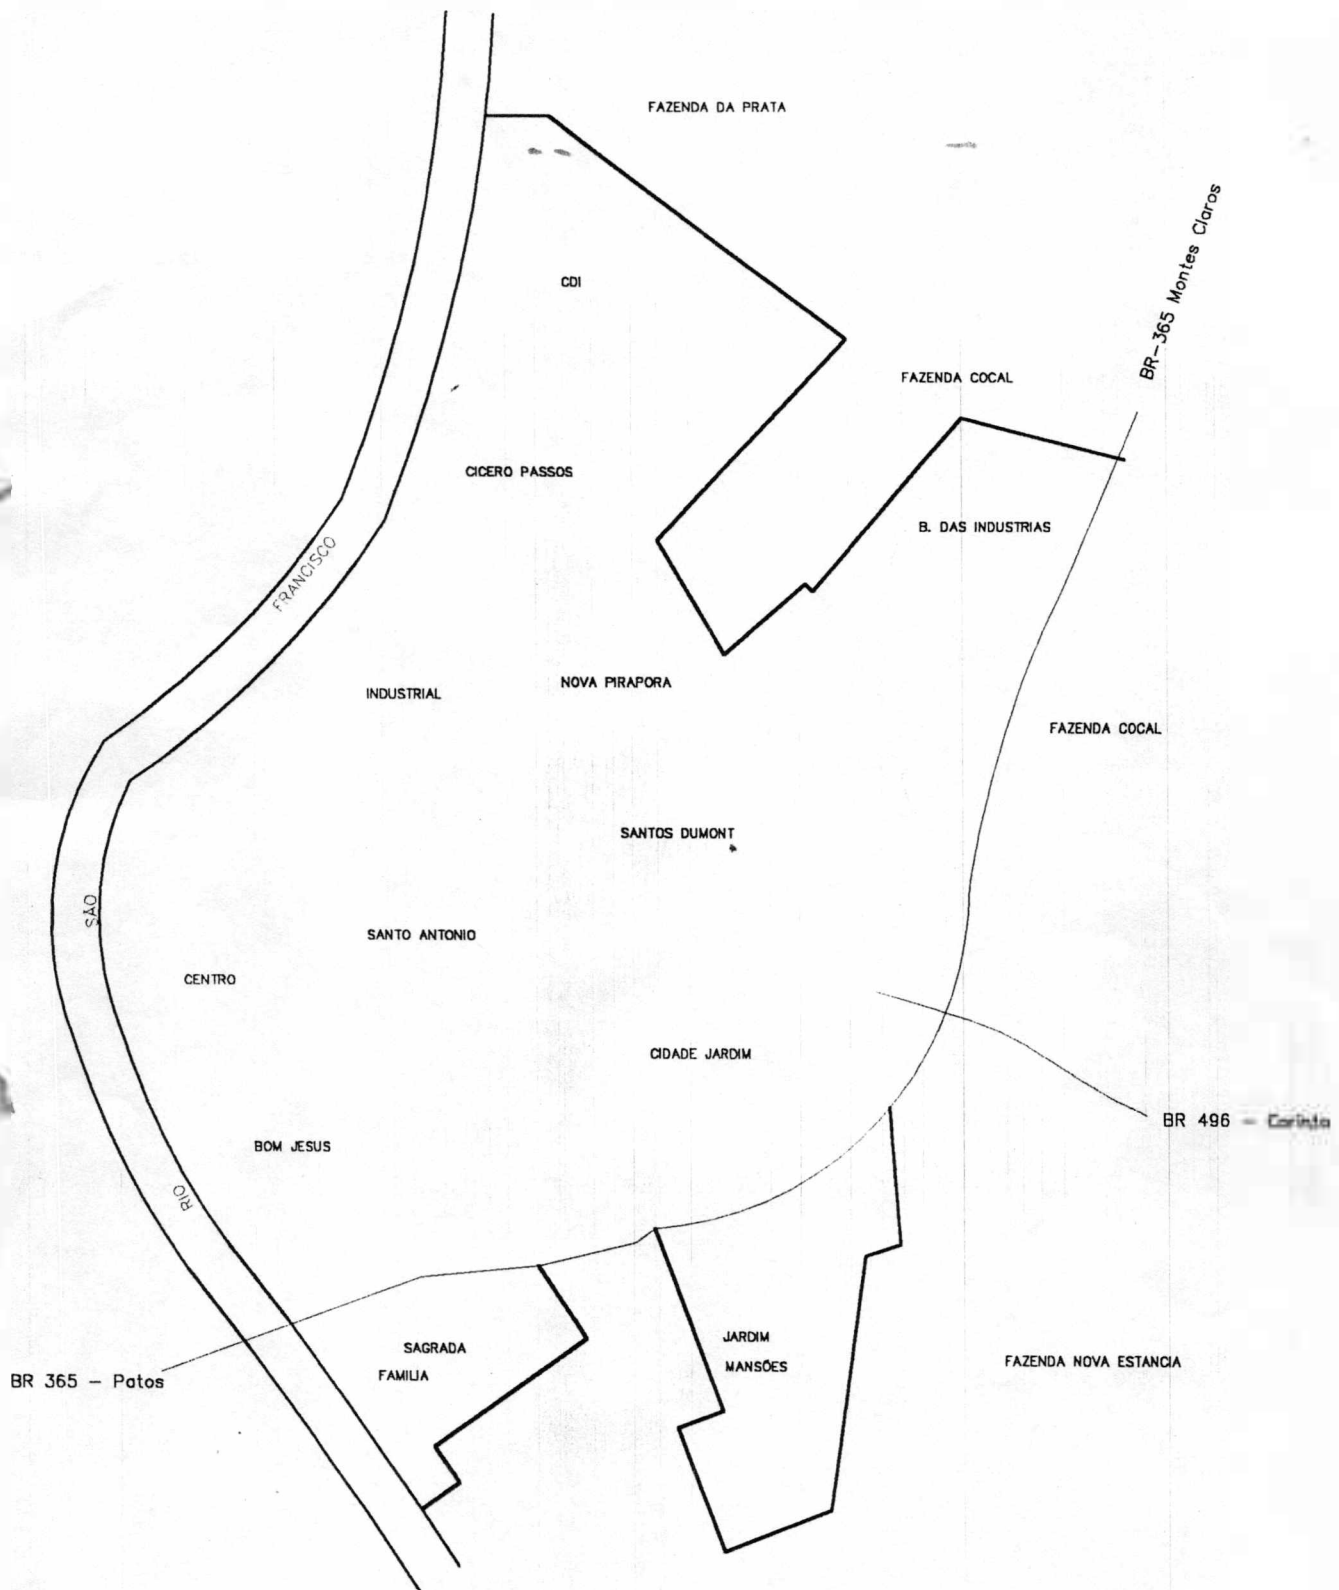 FAZENDA DA PRATA
BR-365 Montes Claros
CDI
FAZENDA COCAL
CICERO PASSOS
B. DAS INDUSTRIAS
FRANCISCO
INDUSTRIAL
NOVA PIRAPORA
FAZENDA COCAL
SANTOS DUMONT
SÃO
SANTO ANTONIO
CENTRO
CIDADE JARDIM
BR 496 - Corinto
BOM JESUS
RIO
SAGRADA
FAMILIA
JARDIM
MANSÕES
FAZENDA NOVA ESTANCIA
BR 365 - Patos